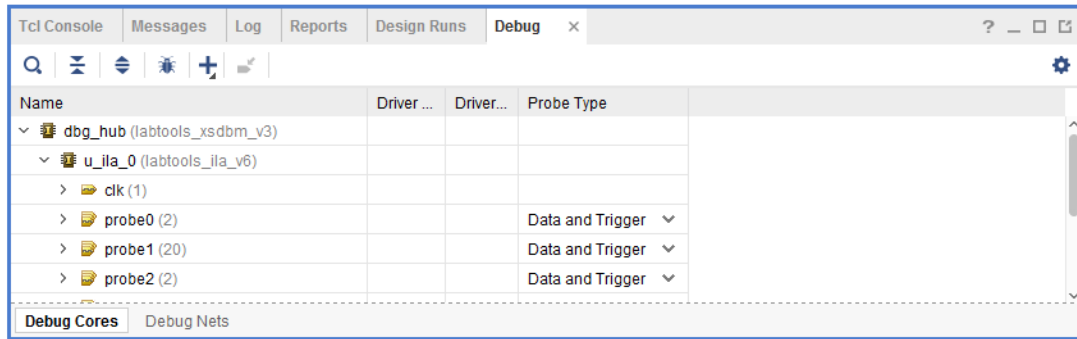 Tcl Console Messages Log Reports Design Runs Debug × ? _
Name Driver ... Driver... Probe Type
dbg_hub (labtools_xsdbm_v3)
u_ila_0 (labtools_ila_v6)
clk (1)
probe0 (2) Data and Trigger
probe1 (20) Data and Trigger
probe2 (2) Data and Trigger
Debug Cores Debug Nets